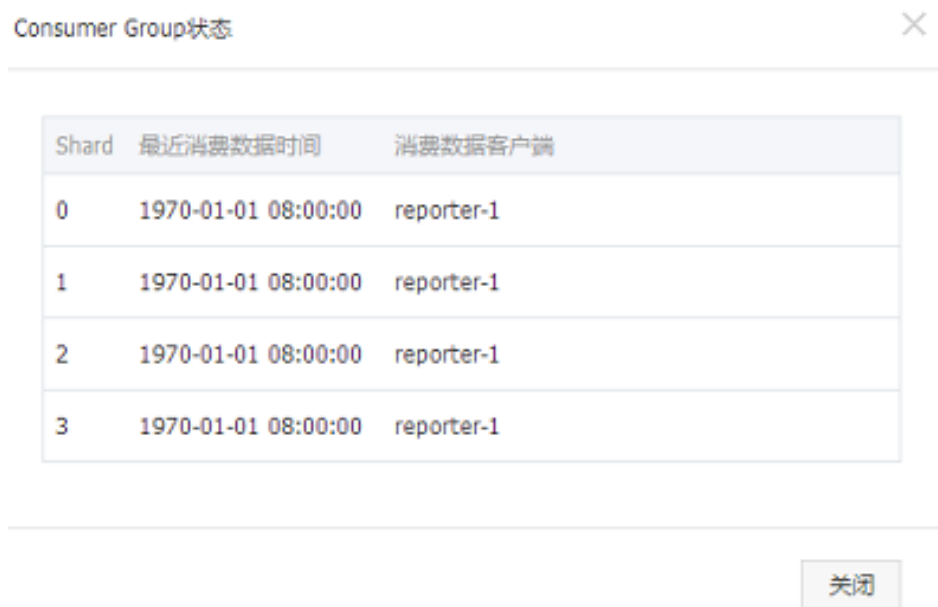 Consumer Group状态
Shard 最近消费数据时间 消费数据客户端
0 1970-01-01 08:00:00 reporter-1
1 1970-01-01 08:00:00 reporter-1
2 1970-01-01 08:00:00 reporter-1
3 1970-01-01 08:00:00 reporter-1
关闭